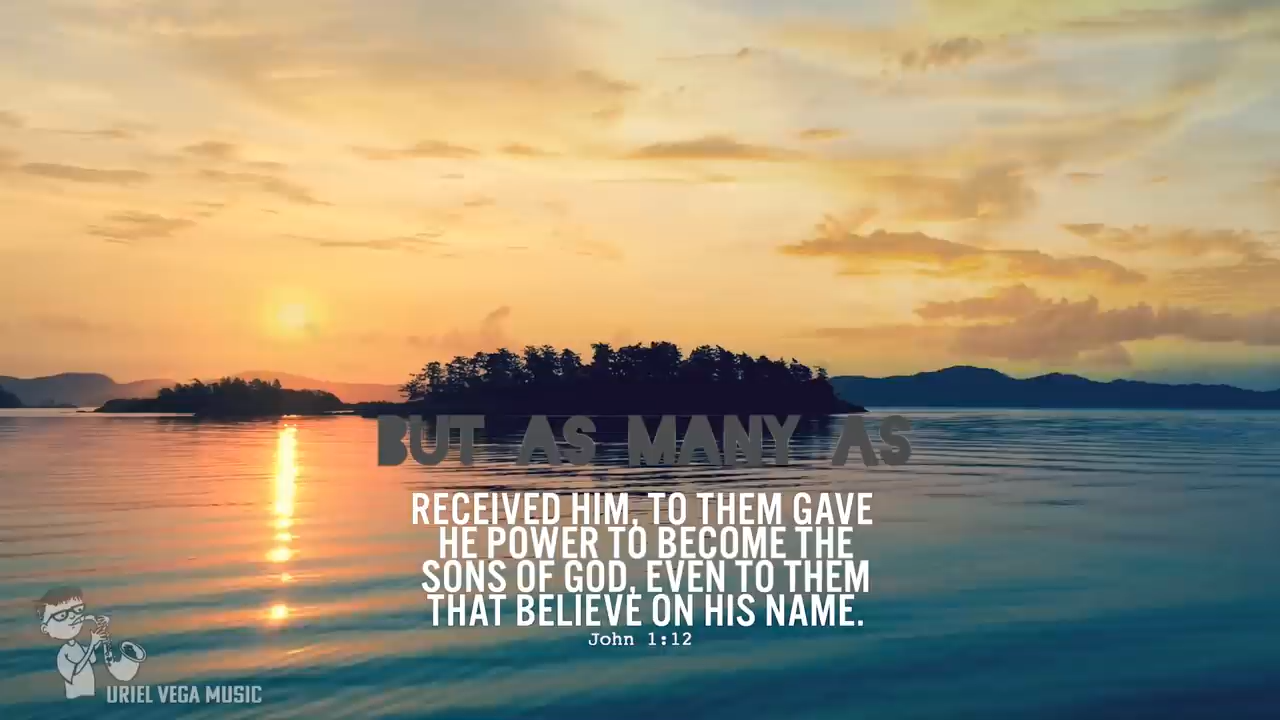 BUT AS MANY AS
RECEIVED HIM, TO THEM GAVE
HE POWER TO BECOME THE
SONS OF GOD, EVEN TO THEM
THAT BELIEVE ON HIS NAME.
John 1:12
URIEL VEGA MUSIC